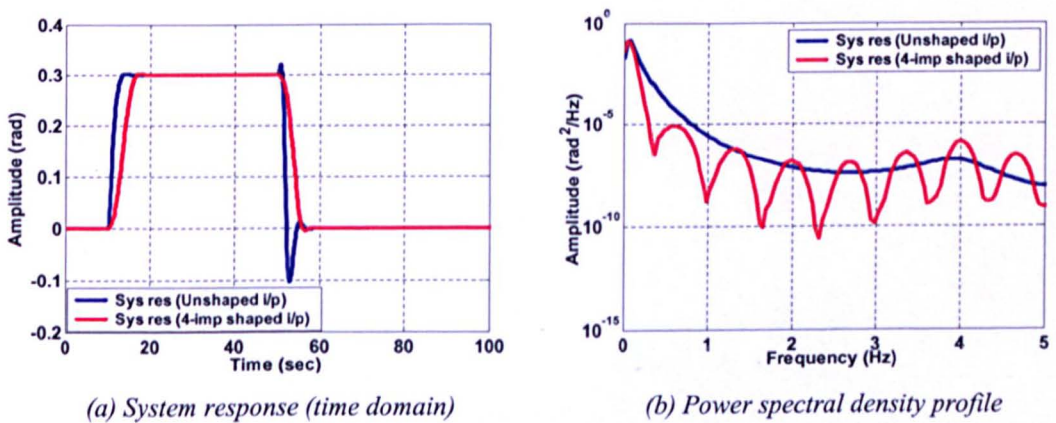 0.4
0.3
0.2
0.1
0
-0.1
-0.2
Amplitude (rad)
Sys res (Unshaped i/p)
Sys res (4-imp shaped i/p)
0 20 40 60 80 100
Time (sec)
(a) System response (time domain)
10^0
10^-5
10^-10
10^-15
Amplitude (rad^2/Hz)
Sys res (Unshaped i/p)
Sys res (4-imp shaped i/p)
0 1 2 3 4 5
Frequency (Hz)
(b) Power spectral density profile